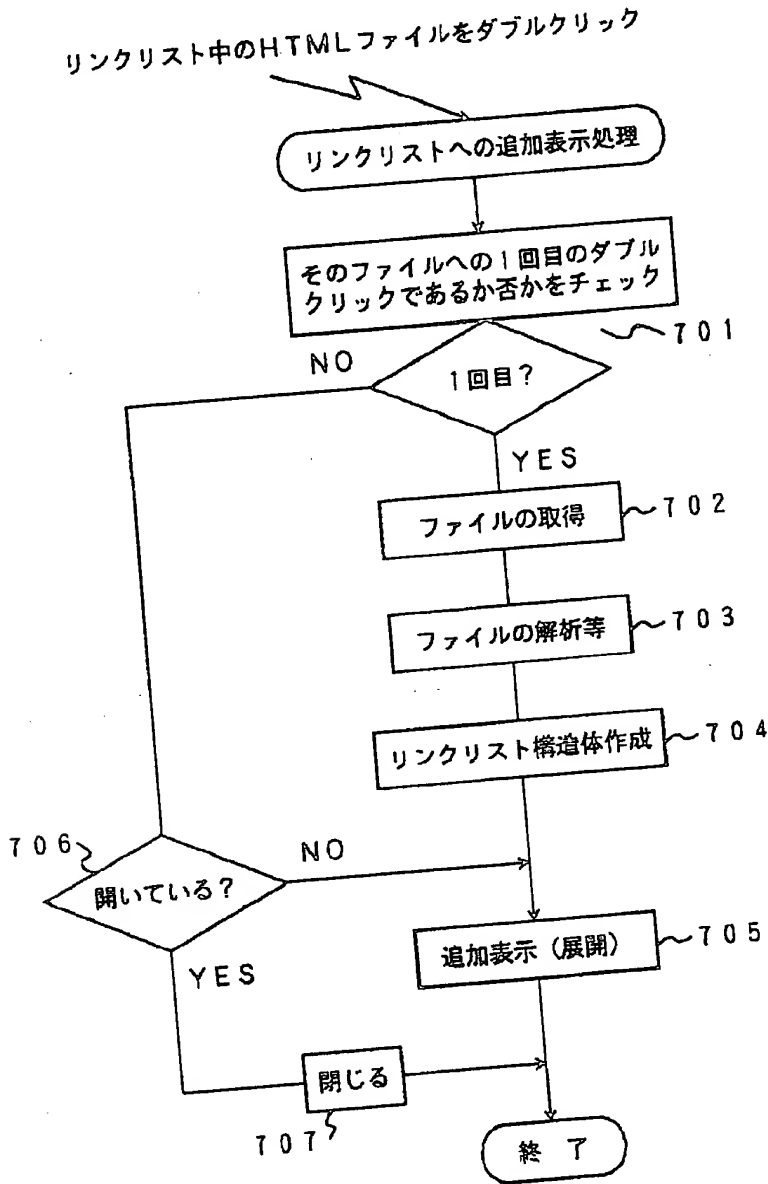 リンクリスト中のHTMLファイルをダブルクリック
リンクリストへの追加表示処理
そのファイルへの1回目のダブル
クリックであるか否かをチェック
701
NO
1回目?
YES
ファイルの取得
702
ファイルの解析等
703
リンクリスト構造体作成
704
706
開いている?
NO
YES
追加表示(展開)
705
閉じる
707
終了